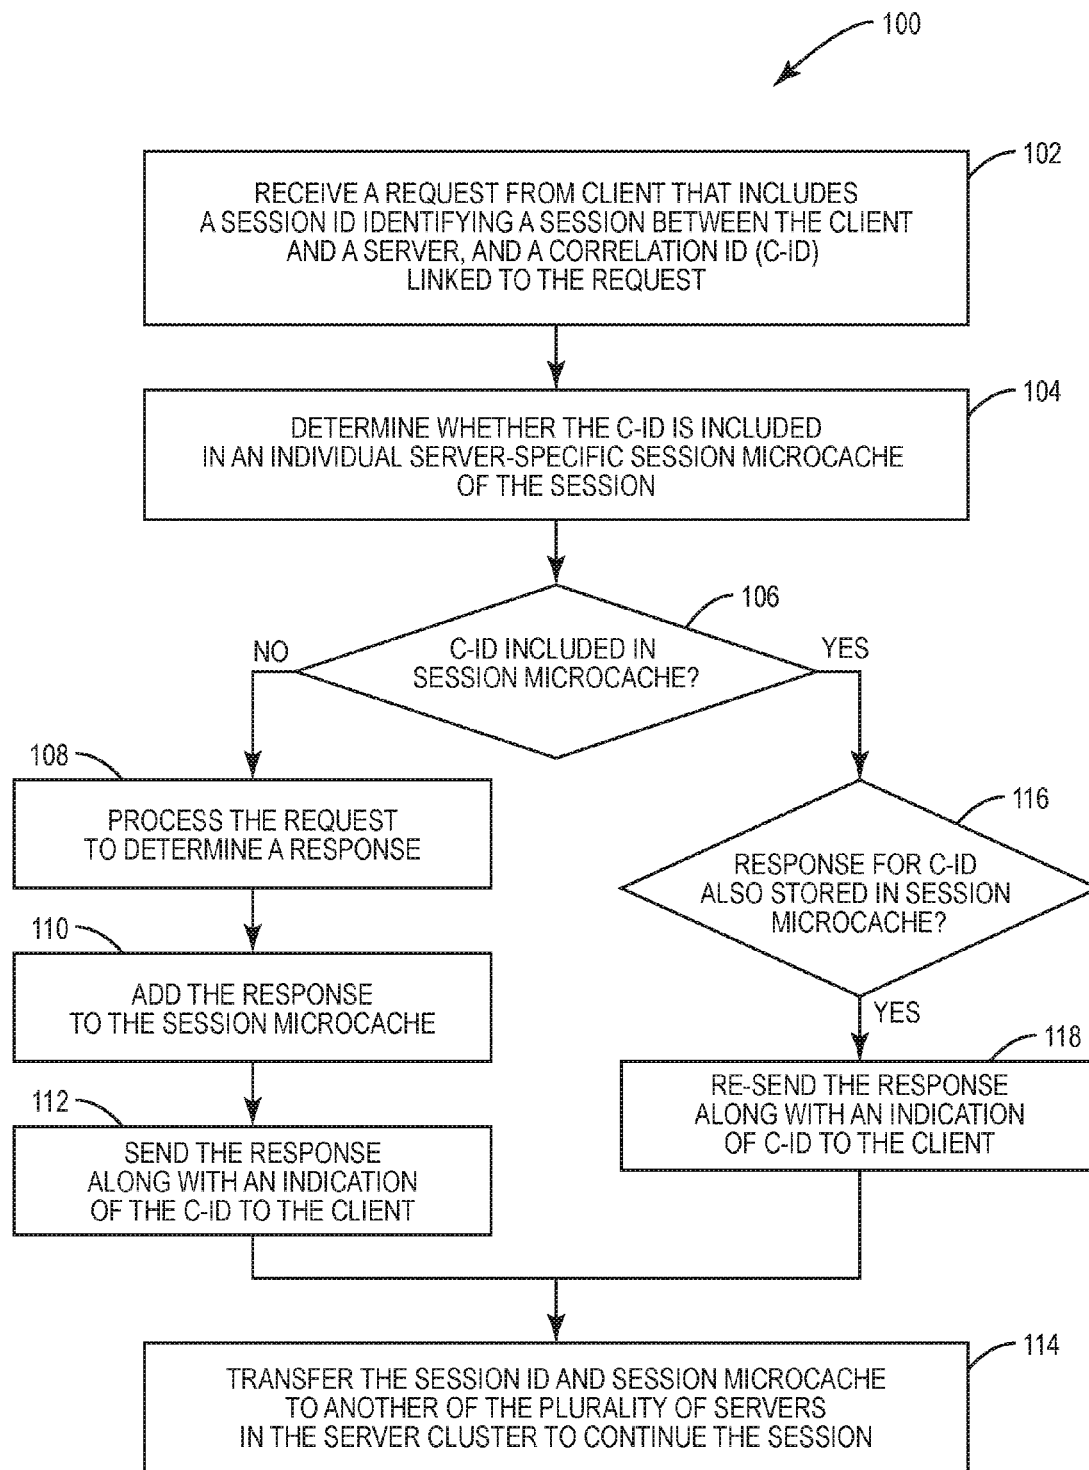 100
102
RECEIVE A REQUEST FROM CLIENT THAT INCLUDES
A SESSION ID IDENTIFYING A SESSION BETWEEN THE CLIENT
AND A SERVER, AND A CORRELATION ID (C-ID)
LINKED TO THE REQUEST
104
DETERMINE WHETHER THE C-ID IS INCLUDED
IN AN INDIVIDUAL SERVER-SPECIFIC SESSION MICROCACHE
OF THE SESSION
106
C-ID INCLUDED IN
SESSION MICROCACHE?
NO
YES
108
PROCESS THE REQUEST
TO DETERMINE A RESPONSE
110
ADD THE RESPONSE
TO THE SESSION MICROCACHE
112
SEND THE RESPONSE
ALONG WITH AN INDICATION
OF THE C-ID TO THE CLIENT
116
RESPONSE FOR C-ID
ALSO STORED IN SESSION
MICROCACHE?
YES
118
RE-SEND THE RESPONSE
ALONG WITH AN INDICATION
OF C-ID TO THE CLIENT
114
TRANSFER THE SESSION ID AND SESSION MICROCACHE
TO ANOTHER OF THE PLURALITY OF SERVERS
IN THE SERVER CLUSTER TO CONTINUE THE SESSION